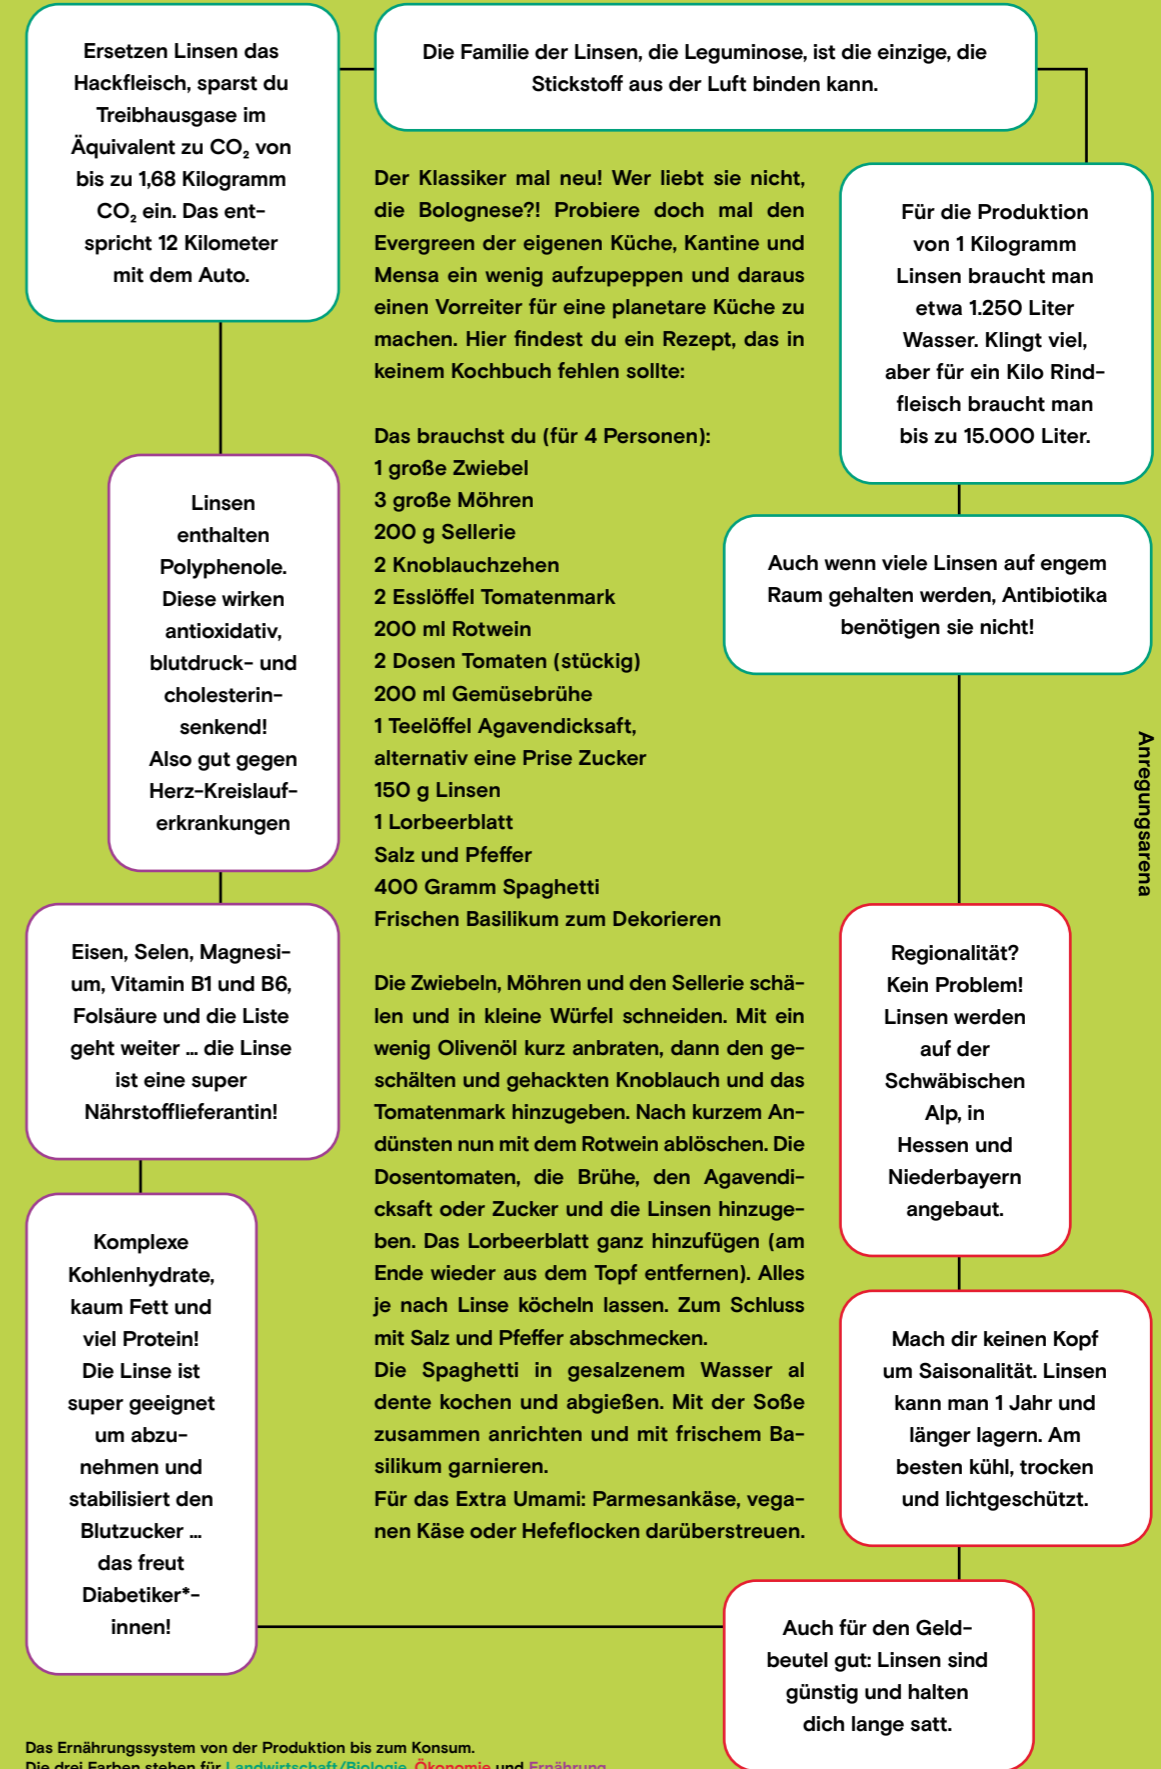 Ersetzen Linsen das
Hackfleisch, sparst du
Treibhausgase im
Äquivalent zu CO₂ von
bis zu 1,68 Kilogramm
CO₂ ein. Das ent-
spricht 12 Kilometer
mit dem Auto.
Die Familie der Linsen, die Leguminose, ist die einzige, die
Stickstoff aus der Luft binden kann.
Für die Produktion
von 1 Kilogramm
Linsen braucht man
etwa 1.250 Liter
Wasser. Klingt viel,
aber für ein Kilo Rind-
fleisch braucht man
bis zu 15.000 Liter.
Auch wenn viele Linsen auf engem
Raum gehalten werden, Antibiotika
benötigen sie nicht!
Regionalität?
Kein Problem!
Linsen werden
auf der
Schwäbischen
Alp, in
Hessen und
Niederbayern
angebaut.
Mach dir keinen Kopf
um Saisonalität. Linsen
kann man 1 Jahr und
länger lagern. Am
besten kühl, trocken
und lichtgeschützt.
Auch für den Geld-
beutel gut: Linsen sind
günstig und halten
dich lange satt.
Linsen
enthalten
Polyphenole.
Diese wirken
antioxidativ,
blutdruck- und
cholesterin-
senkend!
Also gut gegen
Herz-Kreislauf-
erkrankungen
Eisen, Selen, Magnesi-
um, Vitamin B1 und B6,
Folsäure und die Liste
geht weiter ... die Linse
ist eine super
Nährstofflieferantin!
Komplexe
Kohlenhydrate,
kaum Fett und
viel Protein!
Die Linse ist
super geeignet
um abzu-
nehmen und
stabilisiert den
Blutzucker ...
das freut
Diabetiker*-
innen!
Der Klassiker mal neu! Wer liebt sie nicht,
die Bolognese?! Probiere doch mal den
Evergreen der eigenen Küche, Kantine und
Mensa ein wenig aufzupeppen und daraus
einen Vorreiter für eine planetare Küche zu
machen. Hier findest du ein Rezept, das in
keinem Kochbuch fehlen sollte:
Das brauchst du (für 4 Personen):
1 große Zwiebel
3 große Möhren
200 g Sellerie
2 Knoblauchzehen
2 Esslöffel Tomatenmark
200 ml Rotwein
2 Dosen Tomaten (stückig)
200 ml Gemüsebrühe
1 Teelöffel Agavendicksaft,
alternativ eine Prise Zucker
150 g Linsen
1 Lorbeerblatt
Salz und Pfeffer
400 Gramm Spaghetti
Frischen Basilikum zum Dekorieren
Die Zwiebeln, Möhren und den Sellerie schä-
len und in kleine Würfel schneiden. Mit ein
wenig Olivenöl kurz anbraten, dann den ge-
schälten und gehackten Knoblauch und das
Tomatenmark hinzugeben. Nach kurzem An-
dünsten nun mit dem Rotwein ablöschen. Die
Dosentomaten, die Brühe, den Agavendi-
cksaft oder Zucker und die Linsen hinzuge-
ben. Das Lorbeerblatt ganz hinzufügen (am
Ende wieder aus dem Topf entfernen). Alles
je nach Linse köcheln lassen. Zum Schluss
mit Salz und Pfeffer abschmecken.
Die Spaghetti in gesalzenem Wasser al
dente kochen und abgießen. Mit der Soße
zusammen anrichten und mit frischem Ba-
silikum garnieren.
Für das Extra Umami: Parmesankäse, vega-
nen Käse oder Hefeflocken darüberstreuen.
Anregungsarena
Das Ernährungssystem von der Produktion bis zum Konsum.
Die drei Farben stehen für Landwirtschaft/Biologie, Ökonomie und Ernährung